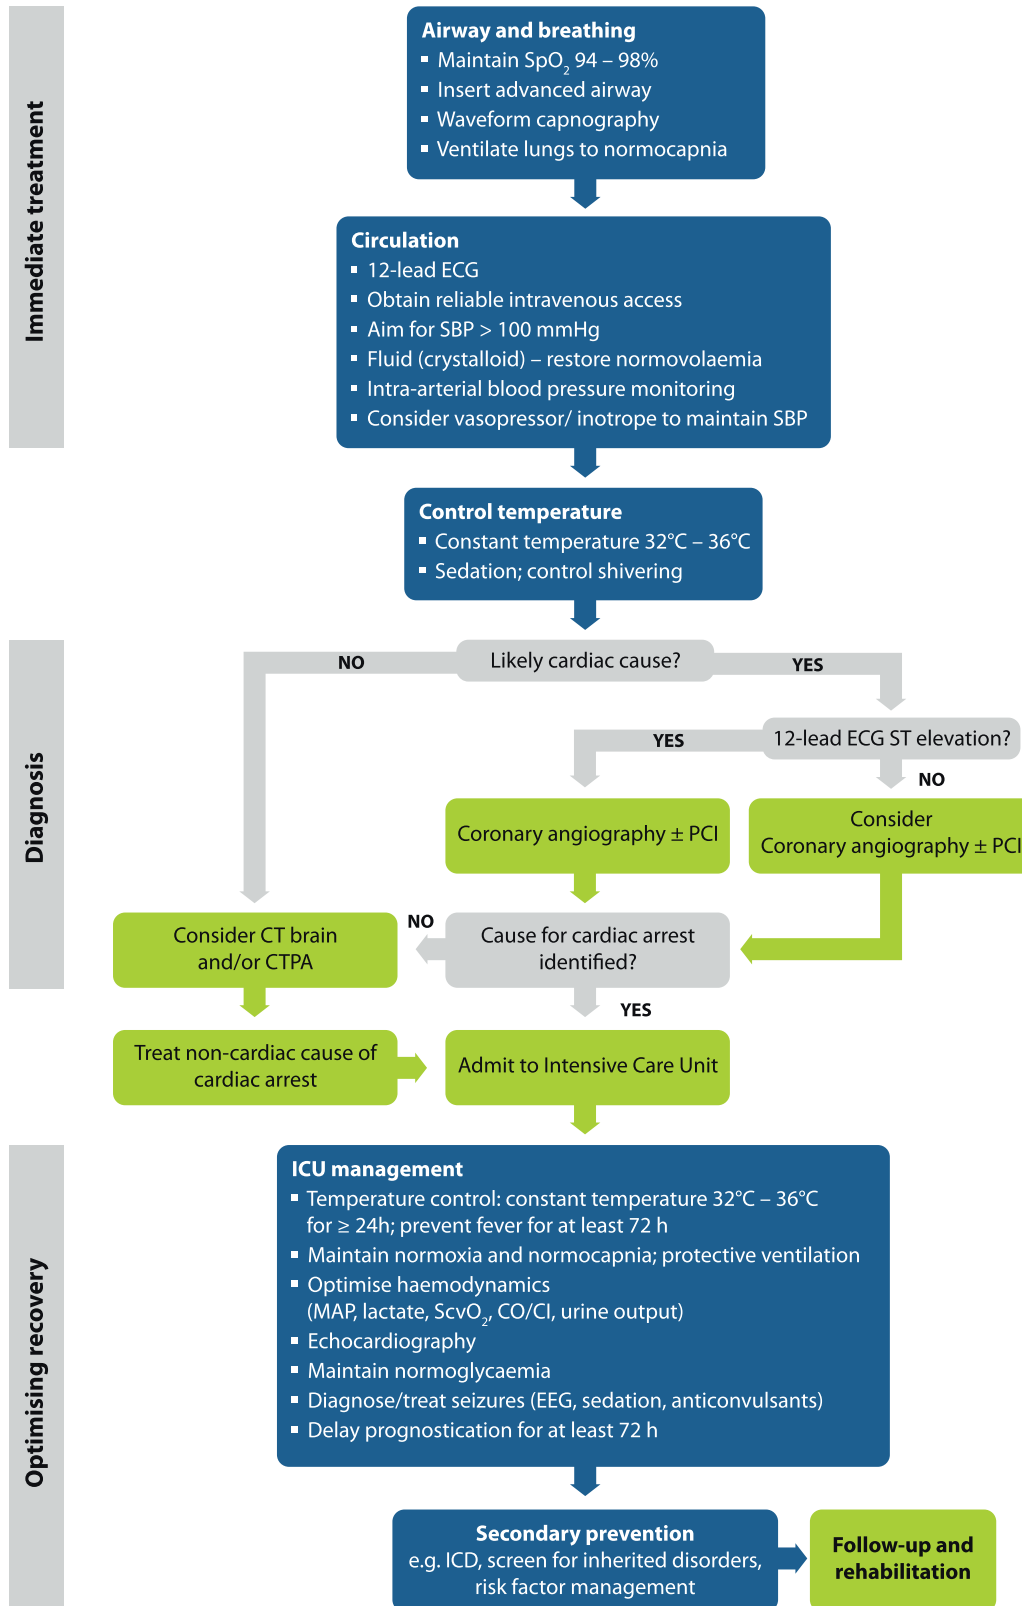 Immediate treatment
Airway and breathing
▪ Maintain SpO₂ 94 – 98%
▪ Insert advanced airway
▪ Waveform capnography
▪ Ventilate lungs to normocapnia
Circulation
▪ 12-lead ECG
▪ Obtain reliable intravenous access
▪ Aim for SBP > 100 mmHg
▪ Fluid (crystalloid) – restore normovolaemia
▪ Intra-arterial blood pressure monitoring
▪ Consider vasopressor/ inotrope to maintain SBP
Control temperature
▪ Constant temperature 32°C – 36°C
▪ Sedation; control shivering
Diagnosis
Likely cardiac cause?
NO
YES
12-lead ECG ST elevation?
YES
NO
Coronary angiography ± PCI
Consider
Coronary angiography ± PCI
Cause for cardiac arrest
identified?
NO
YES
Consider CT brain
and/or CTPA
Treat non-cardiac cause of
cardiac arrest
Admit to Intensive Care Unit
Optimising recovery
ICU management
▪ Temperature control: constant temperature 32°C – 36°C
for ≥ 24h; prevent fever for at least 72 h
▪ Maintain normoxia and normocapnia; protective ventilation
▪ Optimise haemodynamics
(MAP, lactate, ScvO₂, CO/CI, urine output)
▪ Echocardiography
▪ Maintain normoglycaemia
▪ Diagnose/treat seizures (EEG, sedation, anticonvulsants)
▪ Delay prognostication for at least 72 h
Secondary prevention
e.g. ICD, screen for inherited disorders,
risk factor management
Follow-up and
rehabilitation